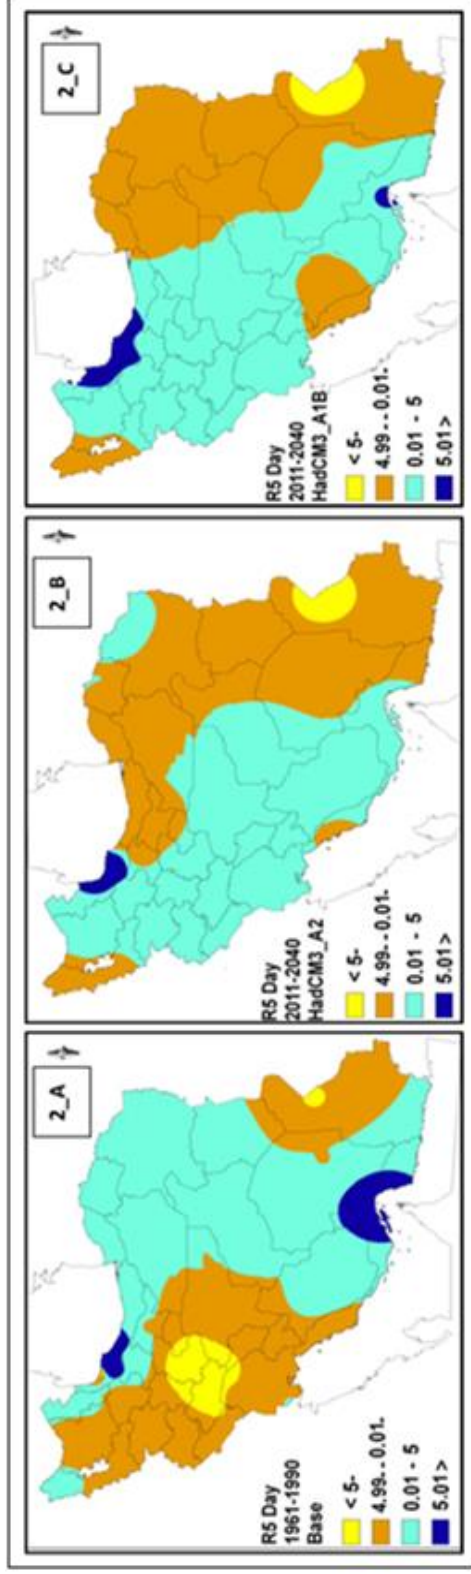 2_A
R5 Day
1961-1990
Base
< 5-
4.99- - 0.01-
0.01 - 5
5.01 >
2_B
R5 Day
2011-2040
HadCM3_A2
< 5-
4.99- - 0.01-
0.01 - 5
5.01 >
2_C
R5 Day
2011-2040
HadCM3_A1B
< 5-
4.99 - - 0.01-
0.01 - 5
5.01 >